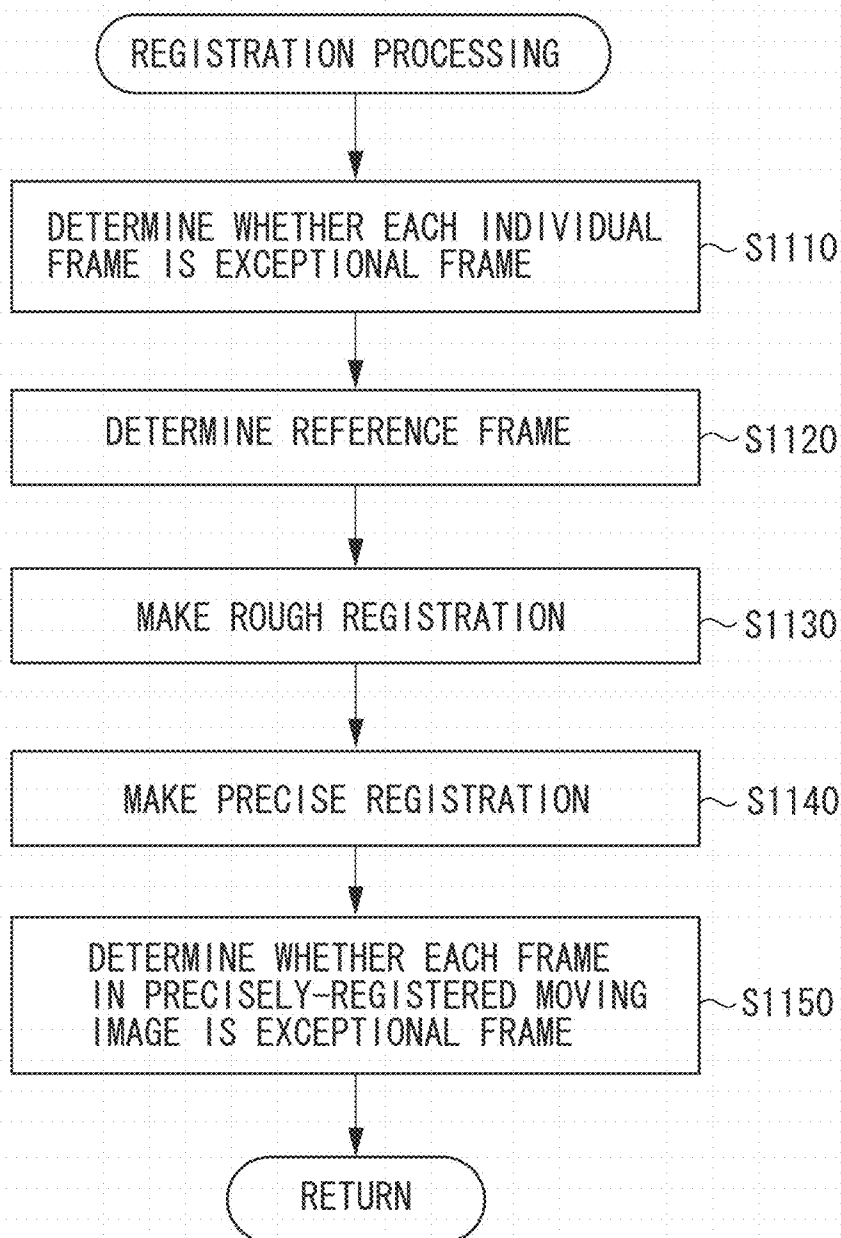 REGISTRATION PROCESSING
DETERMINE WHETHER EACH INDIVIDUAL
FRAME IS EXCEPTIONAL FRAME
S1110
DETERMINE REFERENCE FRAME
S1120
MAKE ROUGH REGISTRATION
S1130
MAKE PRECISE REGISTRATION
S1140
DETERMINE WHETHER EACH FRAME
IN PRECISELY-REGISTERED MOVING
IMAGE IS EXCEPTIONAL FRAME
S1150
RETURN